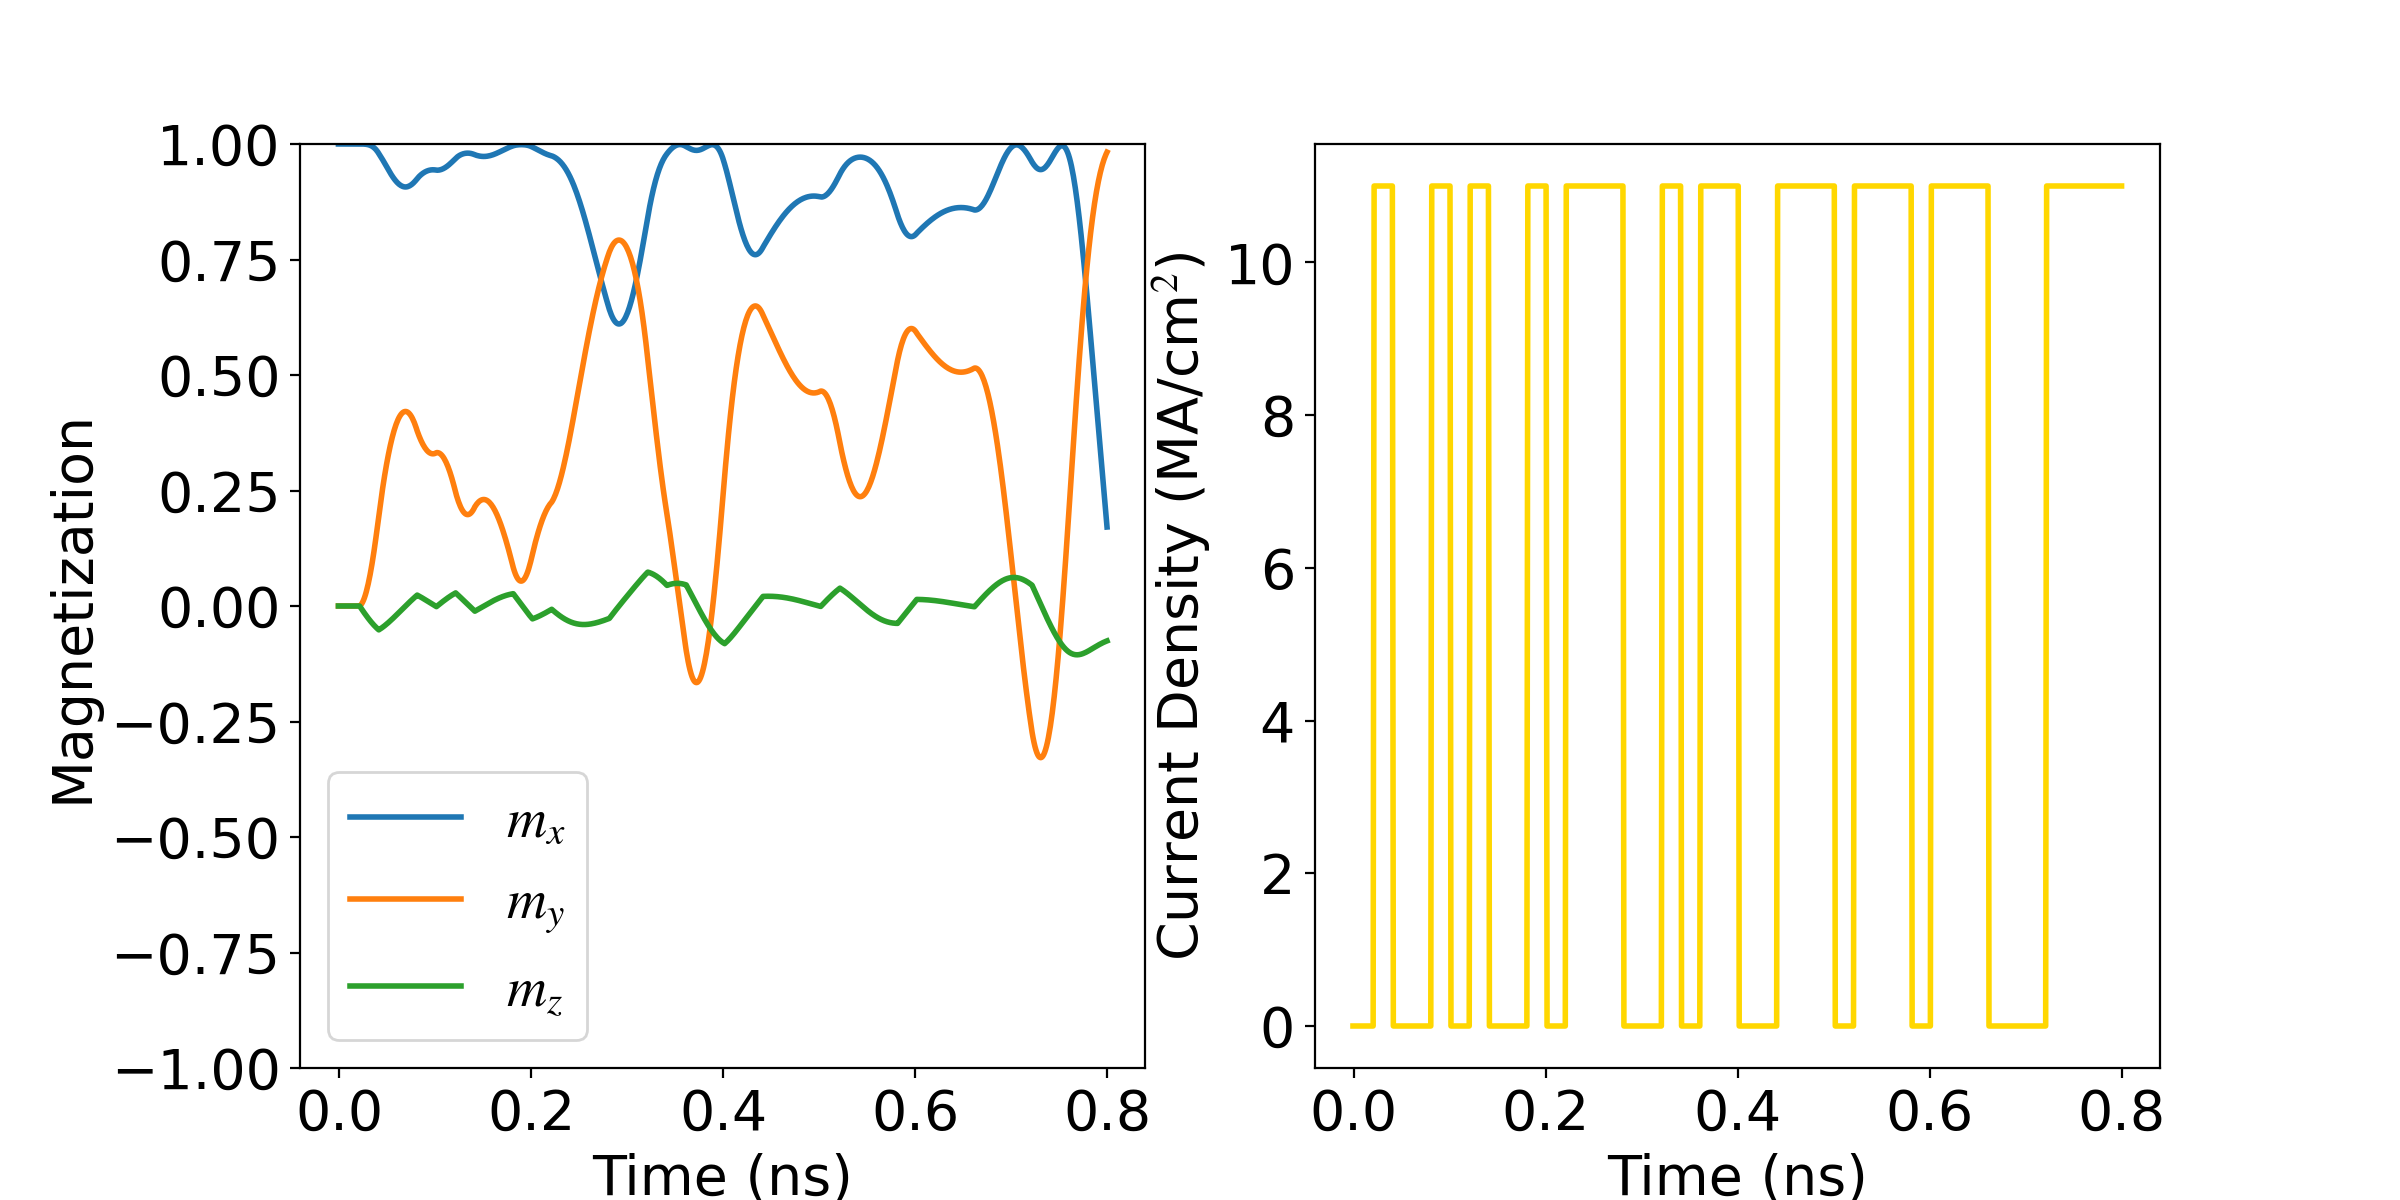 Magnetization
1.00
0.75
0.50
0.25
0.00
−0.25
−0.50
−0.75
−1.00
m_x
m_y
m_z
0.0 0.2 0.4 0.6 0.8
Time (ns)
Current Density (MA/cm²)
10
8
6
4
2
0
0.0 0.2 0.4 0.6 0.8
Time (ns)